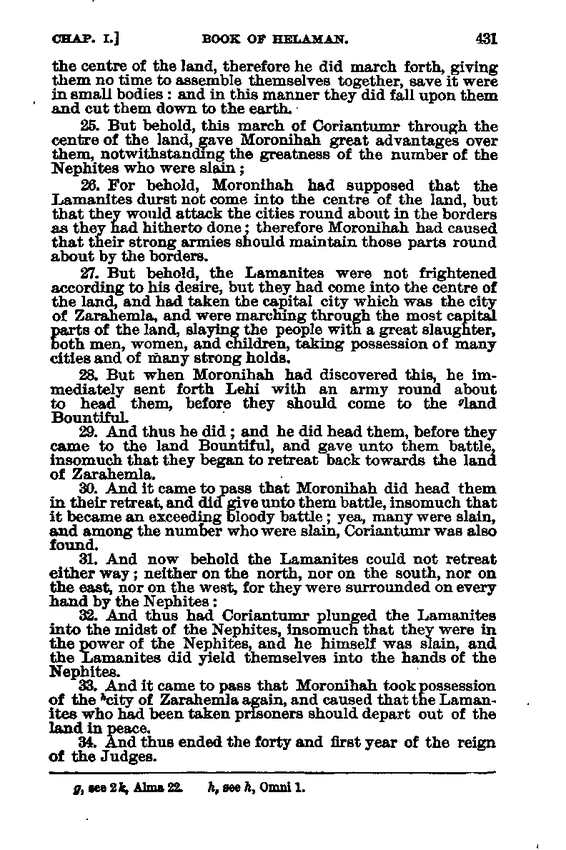 CHAP. I.] BOOK OF HELAMAN. 431
the centre of the land, therefore he did march forth, giving
them no time to assemble themselves together, save it were
in small bodies : and in this manner they did fall upon them
and cut them down to the earth.
25. But behold, this march of Coriantumr through the
centre of the land, gave Moronihah great advantages over
them, notwithstanding the greatness of the number of the
Nephites who were slain ;
26. For behold, Moronihah had supposed that the
Lamanites durst not come into the centre of the land, but
that they would attack the cities round about in the borders
as they had hitherto done ; therefore Moronihah had caused
that their strong armies should maintain those parts round
about by the borders.
27. But behold, the Lamanites were not frightened
according to his desire, but they had come into the centre of
the land, and had taken the capital city which was the city
of Zarahemla, and were marching through the most capital
parts of the land, slaying the people with a great slaughter,
both men, women, and children, taking possession of many
cities and of many strong holds.
28. But when Moronihah had discovered this, he im-
mediately sent forth Lehi with an army round about
to head them, before they should come to the gland
Bountiful.
29. And thus he did ; and he did head them, before they
came to the land Bountiful, and gave unto them battle,
insomuch that they began to retreat back towards the land
of Zarahemla.
30. And it came to pass that Moronihah did head them
in their retreat, and did give unto them battle, insomuch that
it became an exceeding bloody battle ; yea, many were slain,
and among the number who were slain, Coriantumr was also
found.
31. And now behold the Lamanites could not retreat
either way ; neither on the north, nor on the south, nor on
the east, nor on the west, for they were surrounded on every
hand by the Nephites :
32. And thus had Coriantumr plunged the Lamanites
into the midst of the Nephites, insomuch that they were in
the power of the Nephites, and he himself was slain, and
the Lamanites did yield themselves into the hands of the
Nephites.
33. And it came to pass that Moronihah took possession
of the hcity of Zarahemla again, and caused that the Laman-
ites who had been taken prisoners should depart out of the
land in peace.
34. And thus ended the forty and first year of the reign
of the Judges.
g, see 2k, Alma 22. h, see h, Omni 1.